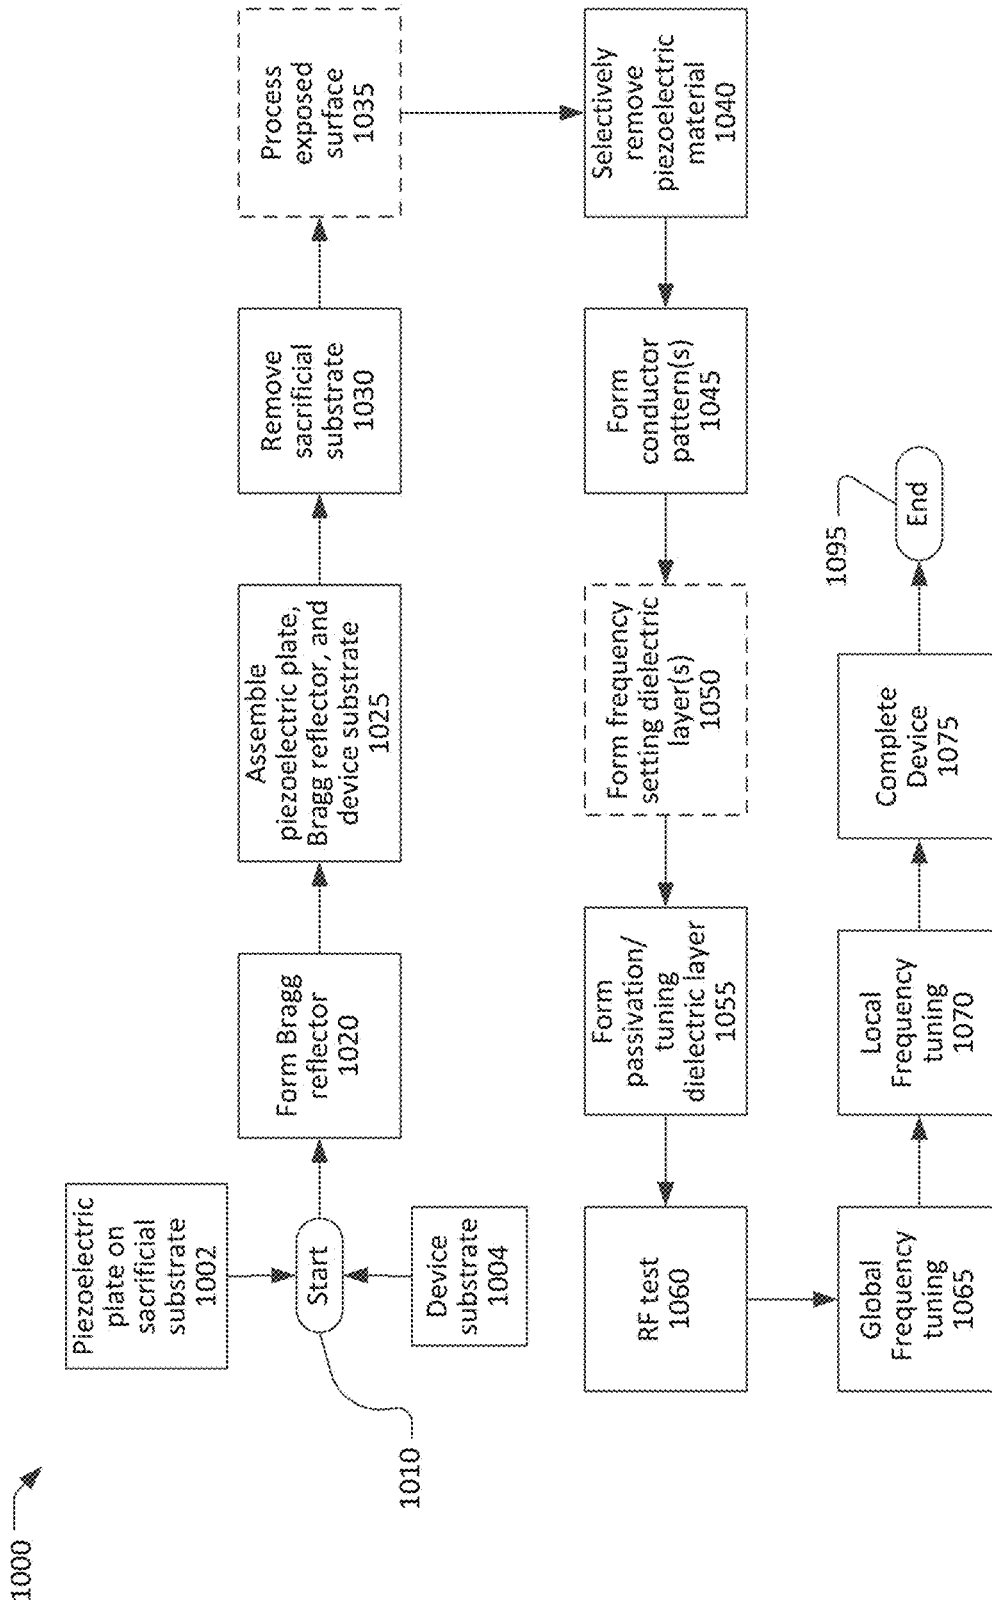 1000
Piezoelectric
plate on
sacrificial
substrate
1002
Start
1010
Device
substrate
1004
Form Bragg
reflector
1020
Assemble
piezoelectric plate,
Bragg reflector, and
device substrate
1025
Remove
sacrificial
substrate
1030
Process
exposed
surface
1035
Selectively
remove
piezoelectric
material
1040
Form
conductor
pattern(s)
1045
Form frequency
setting dielectric
layer(s)
1050
Form
passivation/
tuning
dielectric layer
1055
RF test
1060
Global
Frequency
tuning
1065
Local
Frequency
tuning
1070
Complete
Device
1075
End
1095